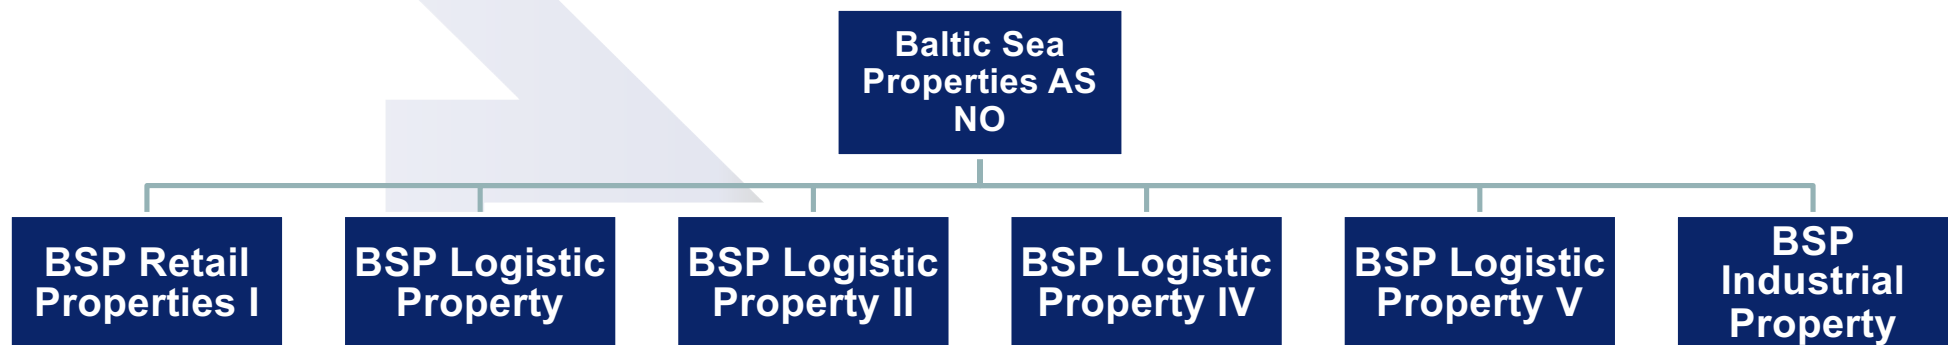 Baltic Sea
Properties AS
NO
BSP Retail
Properties I
BSP Logistic
Property
BSP Logistic
Property II
BSP Logistic
Property IV
BSP Logistic
Property V
BSP
Industrial
Property